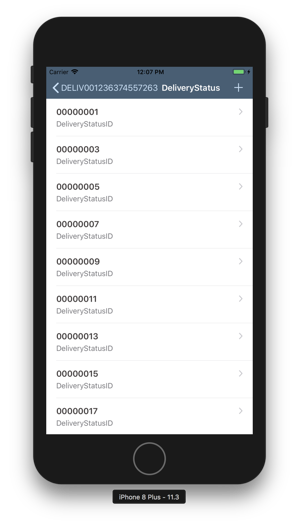 Carrier 12:07 PM
DELIV001236374557263 DeliveryStatus +
00000001
DeliveryStatusID
00000003
DeliveryStatusID
00000005
DeliveryStatusID
00000007
DeliveryStatusID
00000009
DeliveryStatusID
00000011
DeliveryStatusID
00000013
DeliveryStatusID
00000015
DeliveryStatusID
00000017
DeliveryStatusID
iPhone 8 Plus - 11.3